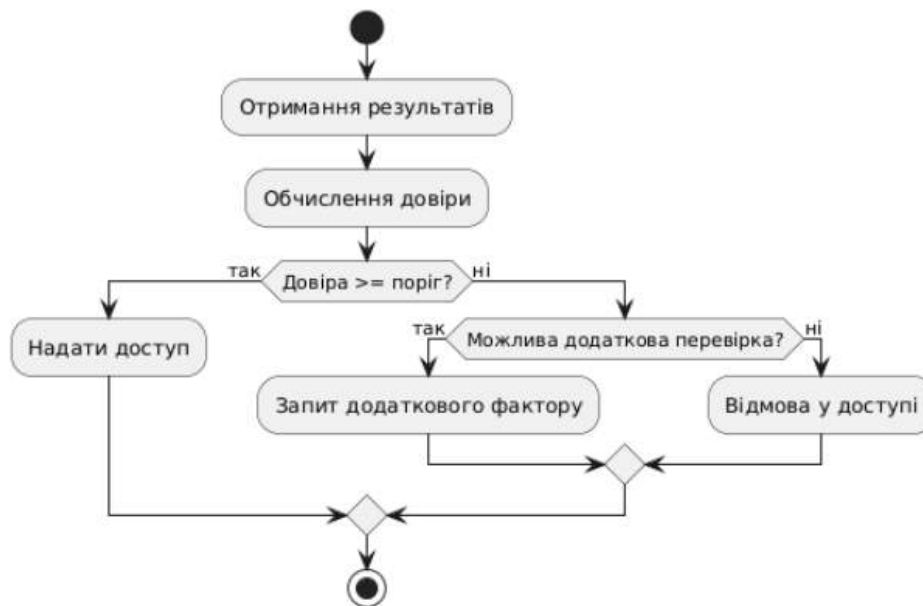 Отримання результатів
Обчислення довіри
так
Довіра >= поріг?
ні
Надати доступ
так
Можлива додаткова перевірка?
ні
Запит додаткового фактору
Відмова у доступі